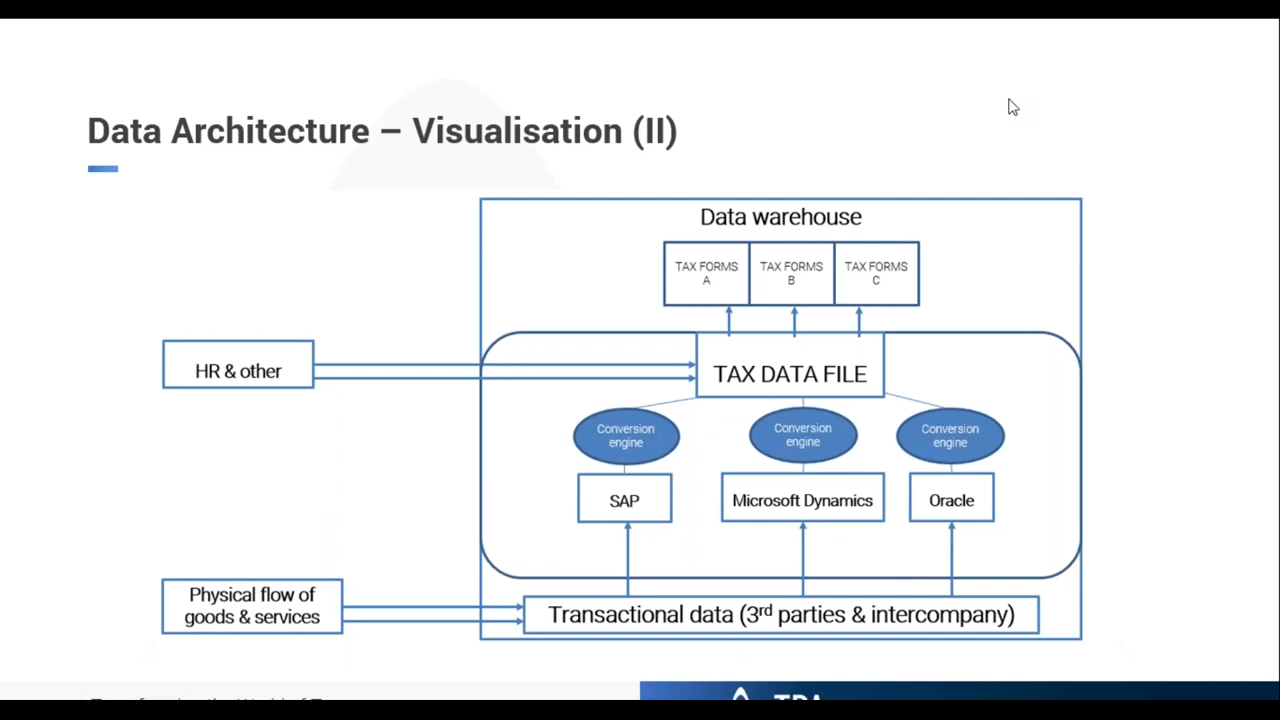 Data Architecture – Visualisation (II)
Data warehouse
TAX FORMS
A
TAX FORMS
B
TAX FORMS
C
HR & other
TAX DATA FILE
Conversion
engine
Conversion
engine
Conversion
engine
SAP
Microsoft Dynamics
Oracle
Physical flow of
goods & services
Transactional data (3rd parties & intercompany)